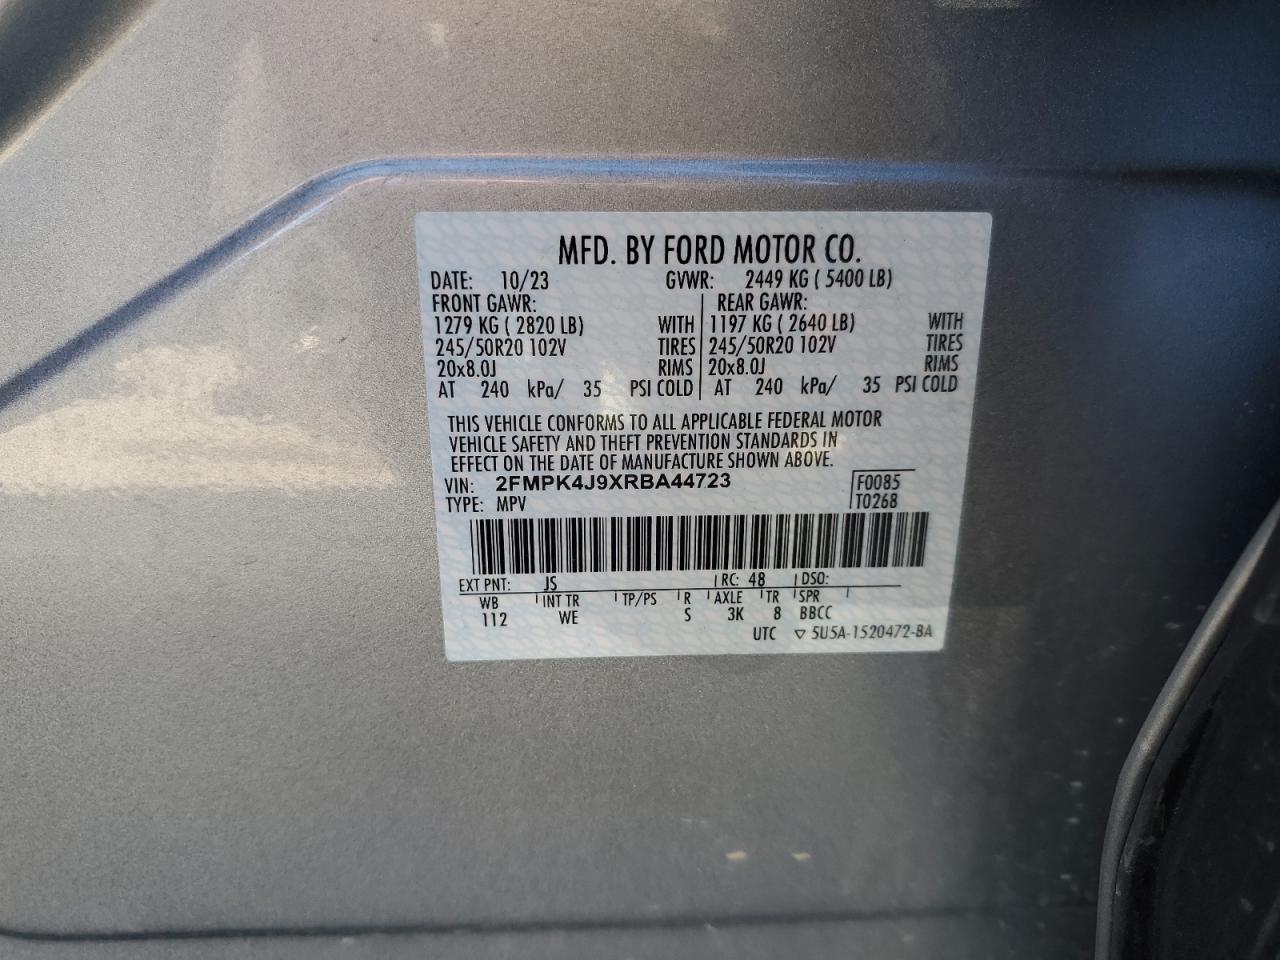 MFD. BY FORD MOTOR CO.
DATE: 10/23 GVWR: 2449 KG ( 5400 LB)
FRONT GAWR: REAR GAWR:
1279 KG ( 2820 LB) WITH 1197 KG ( 2640 LB) WITH
245/50R20 102V TIRES 245/50R20 102V TIRES
20x8.0J RIMS 20x8.0J RIMS
AT 240 kPa/ 35 PSI COLD AT 240 kPa/ 35 PSI COLD
THIS VEHICLE CONFORMS TO ALL APPLICABLE FEDERAL MOTOR
VEHICLE SAFETY AND THEFT PREVENTION STANDARDS IN
EFFECT ON THE DATE OF MANUFACTURE SHOWN ABOVE.
VIN: 2FMPK4J9XRBA44723 F0085
TYPE: MPV T0268
EXT PNT: JS RC: 48 DSO:
WB INT TR TP/PS R AXLE TR SPR
112 WE S 3K 8 BBCC
UTC ▽ 5U5A-1520472-BA